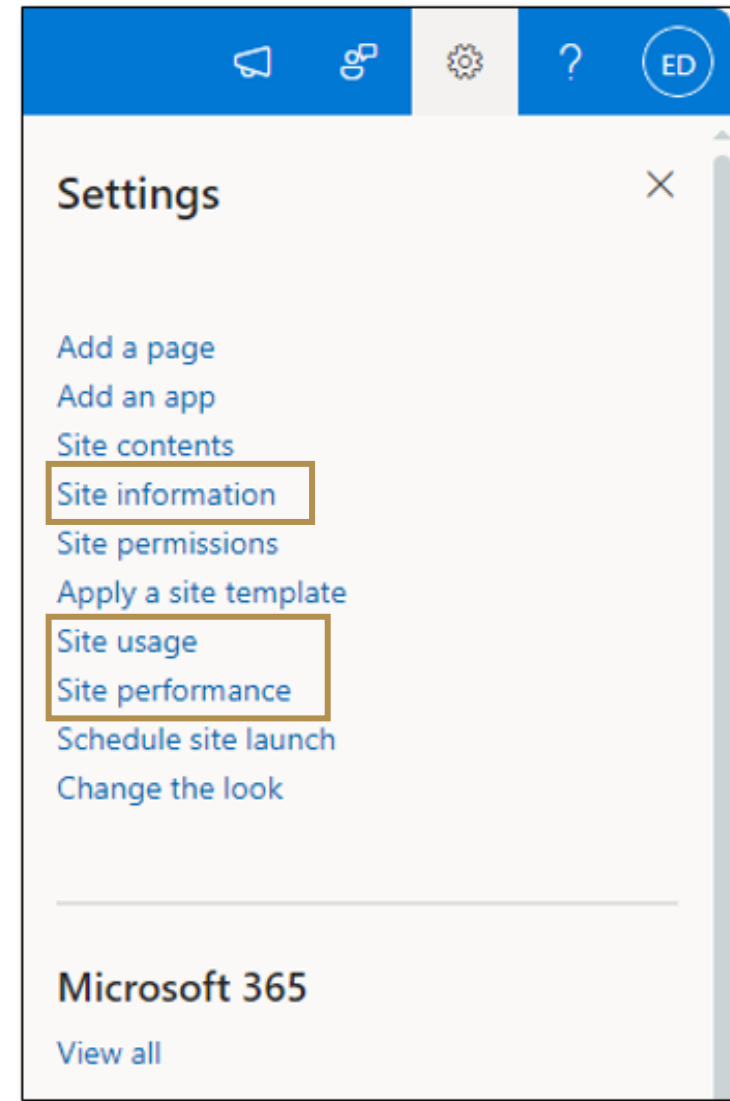 ?
ED
Settings
Add a page
Add an app
Site contents
Site information
Site permissions
Apply a site template
Site usage
Site performance
Schedule site launch
Change the look
Microsoft 365
View all